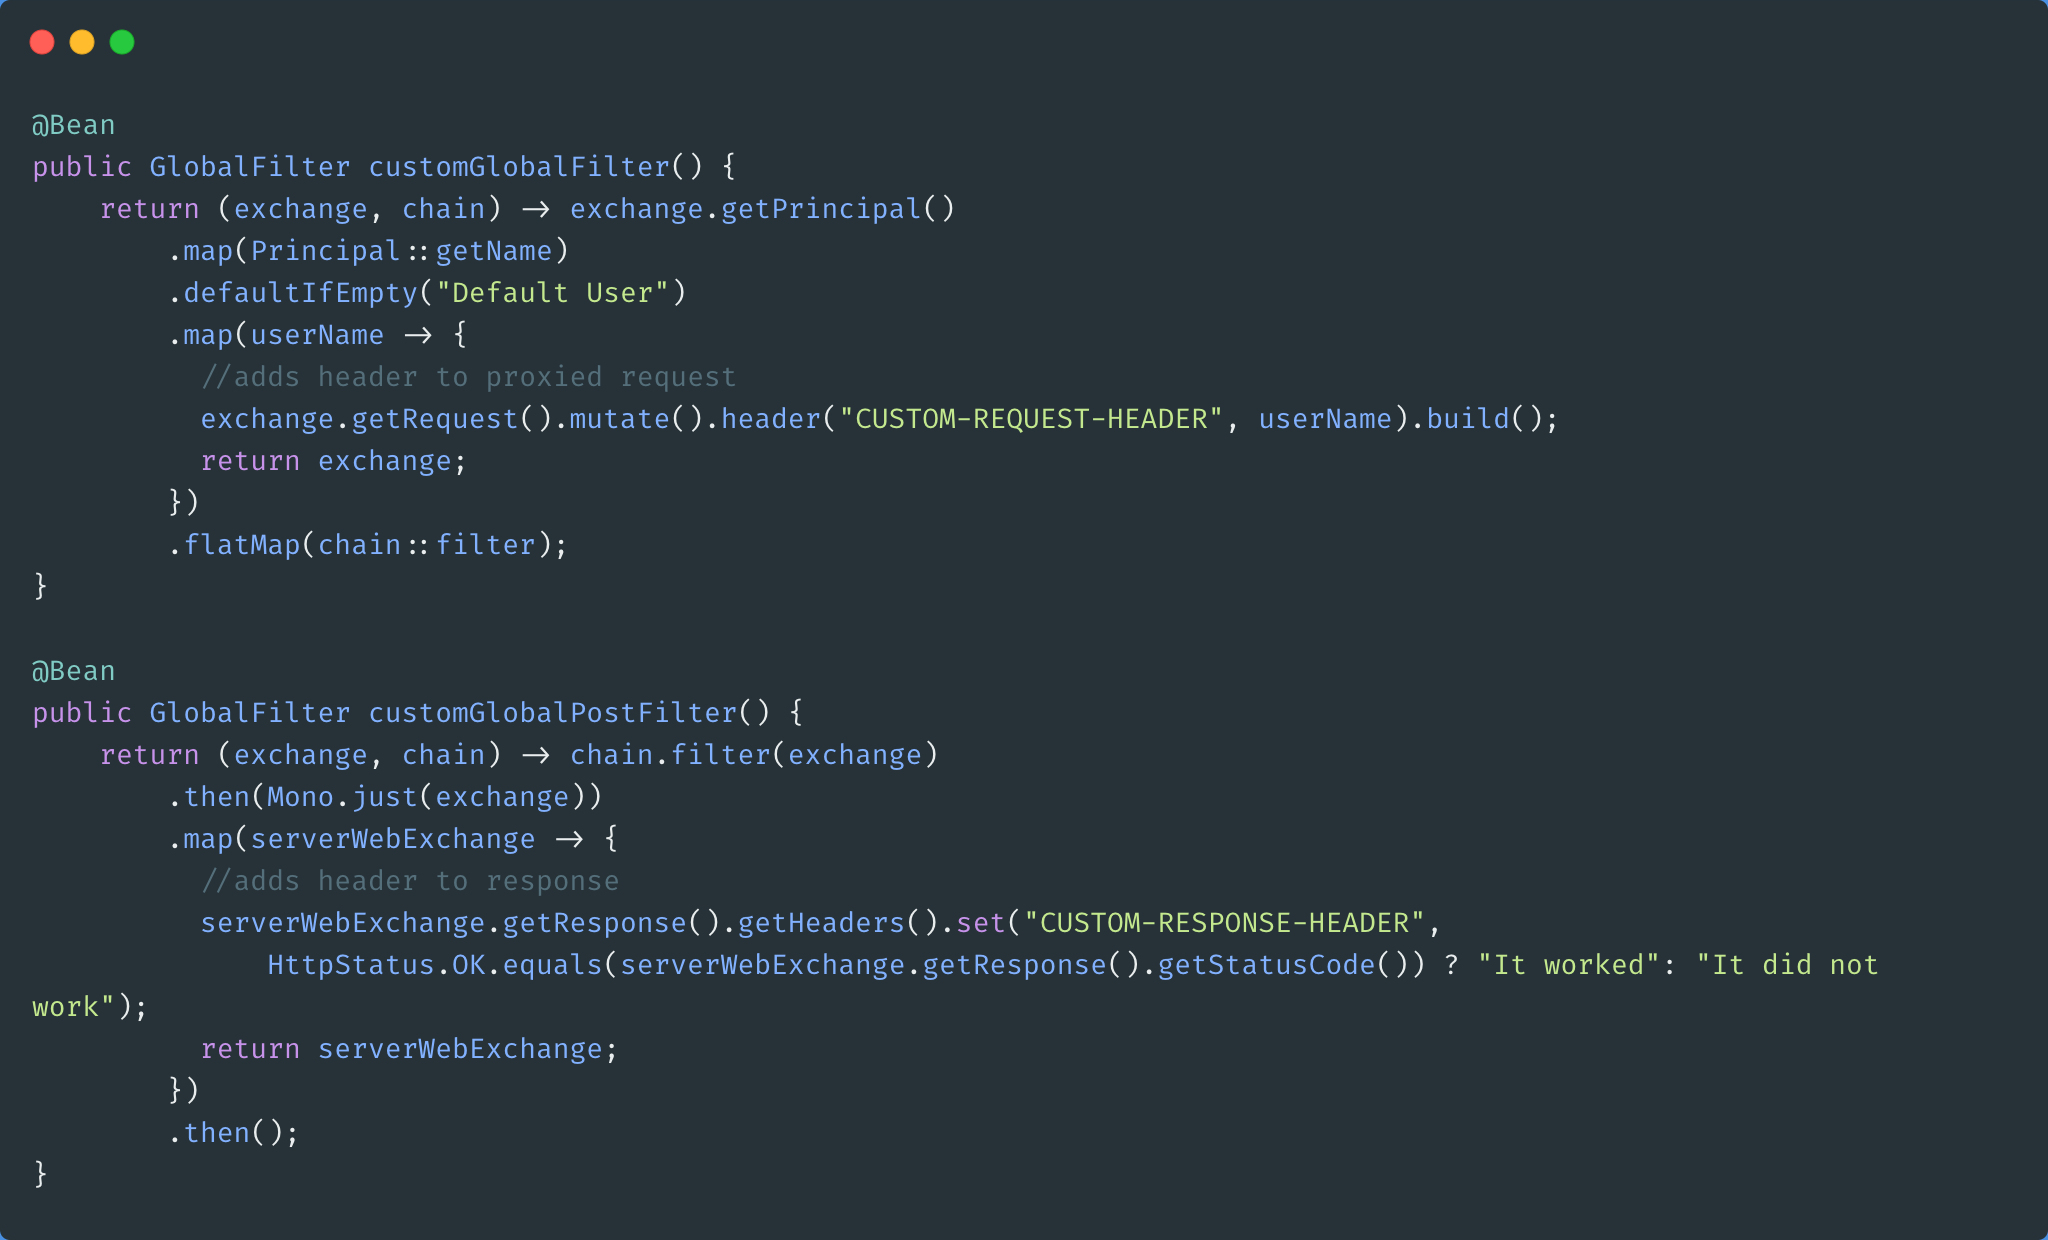 @Bean
public GlobalFilter customGlobalFilter() {
    return (exchange, chain) -> exchange.getPrincipal()
        .map(Principal::getName)
        .defaultIfEmpty("Default User")
        .map(userName -> {
          //adds header to proxied request
          exchange.getRequest().mutate().header("CUSTOM-REQUEST-HEADER", userName).build();
          return exchange;
        })
        .flatMap(chain::filter);
}

@Bean
public GlobalFilter customGlobalPostFilter() {
    return (exchange, chain) -> chain.filter(exchange)
        .then(Mono.just(exchange))
        .map(serverWebExchange -> {
          //adds header to response
          serverWebExchange.getResponse().getHeaders().set("CUSTOM-RESPONSE-HEADER",
              HttpStatus.OK.equals(serverWebExchange.getResponse().getStatusCode()) ? "It worked": "It did not
work");
          return serverWebExchange;
        })
        .then();
}